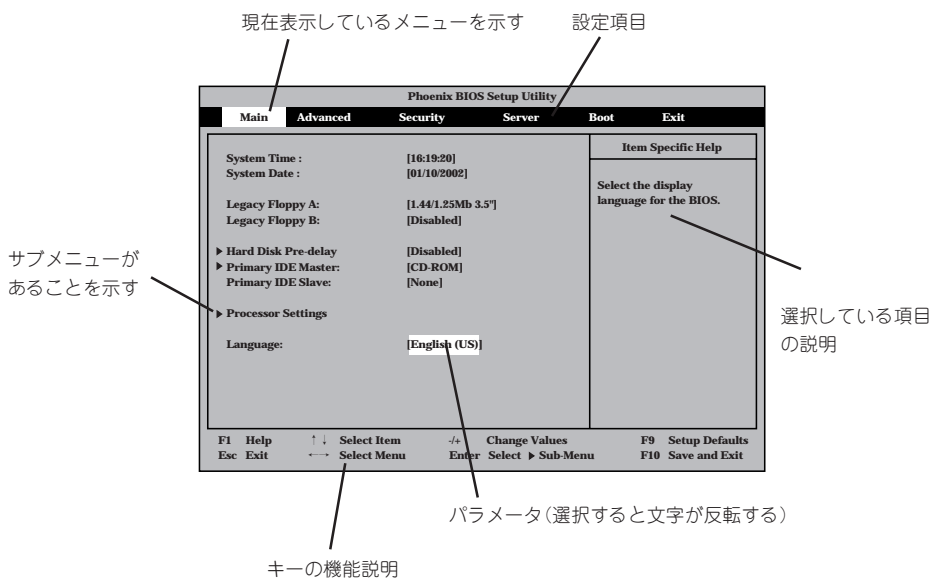 現在表示しているメニューを示す
設定項目
Phoenix BIOS Setup Utility
Main Advanced Security Server Boot Exit
Item Specific Help
System Time : [16:19:20]
System Date : [01/10/2002]
Select the display
language for the BIOS.
Legacy Floppy A: [1.44/1.25Mb 3.5"]
Legacy Floppy B: [Disabled]
▶ Hard Disk Pre-delay [Disabled]
▶ Primary IDE Master: [CD-ROM]
Primary IDE Slave: [None]
▶ Processor Settings
Language: [English (US)]
サブメニューが
あることを示す
選択している項目
の説明
F1 Help ↑↓ Select Item -/+ Change Values F9 Setup Defaults
Esc Exit ←→ Select Menu Enter Select ▶ Sub-Menu F10 Save and Exit
パラメータ（選択すると文字が反転する）
キーの機能説明